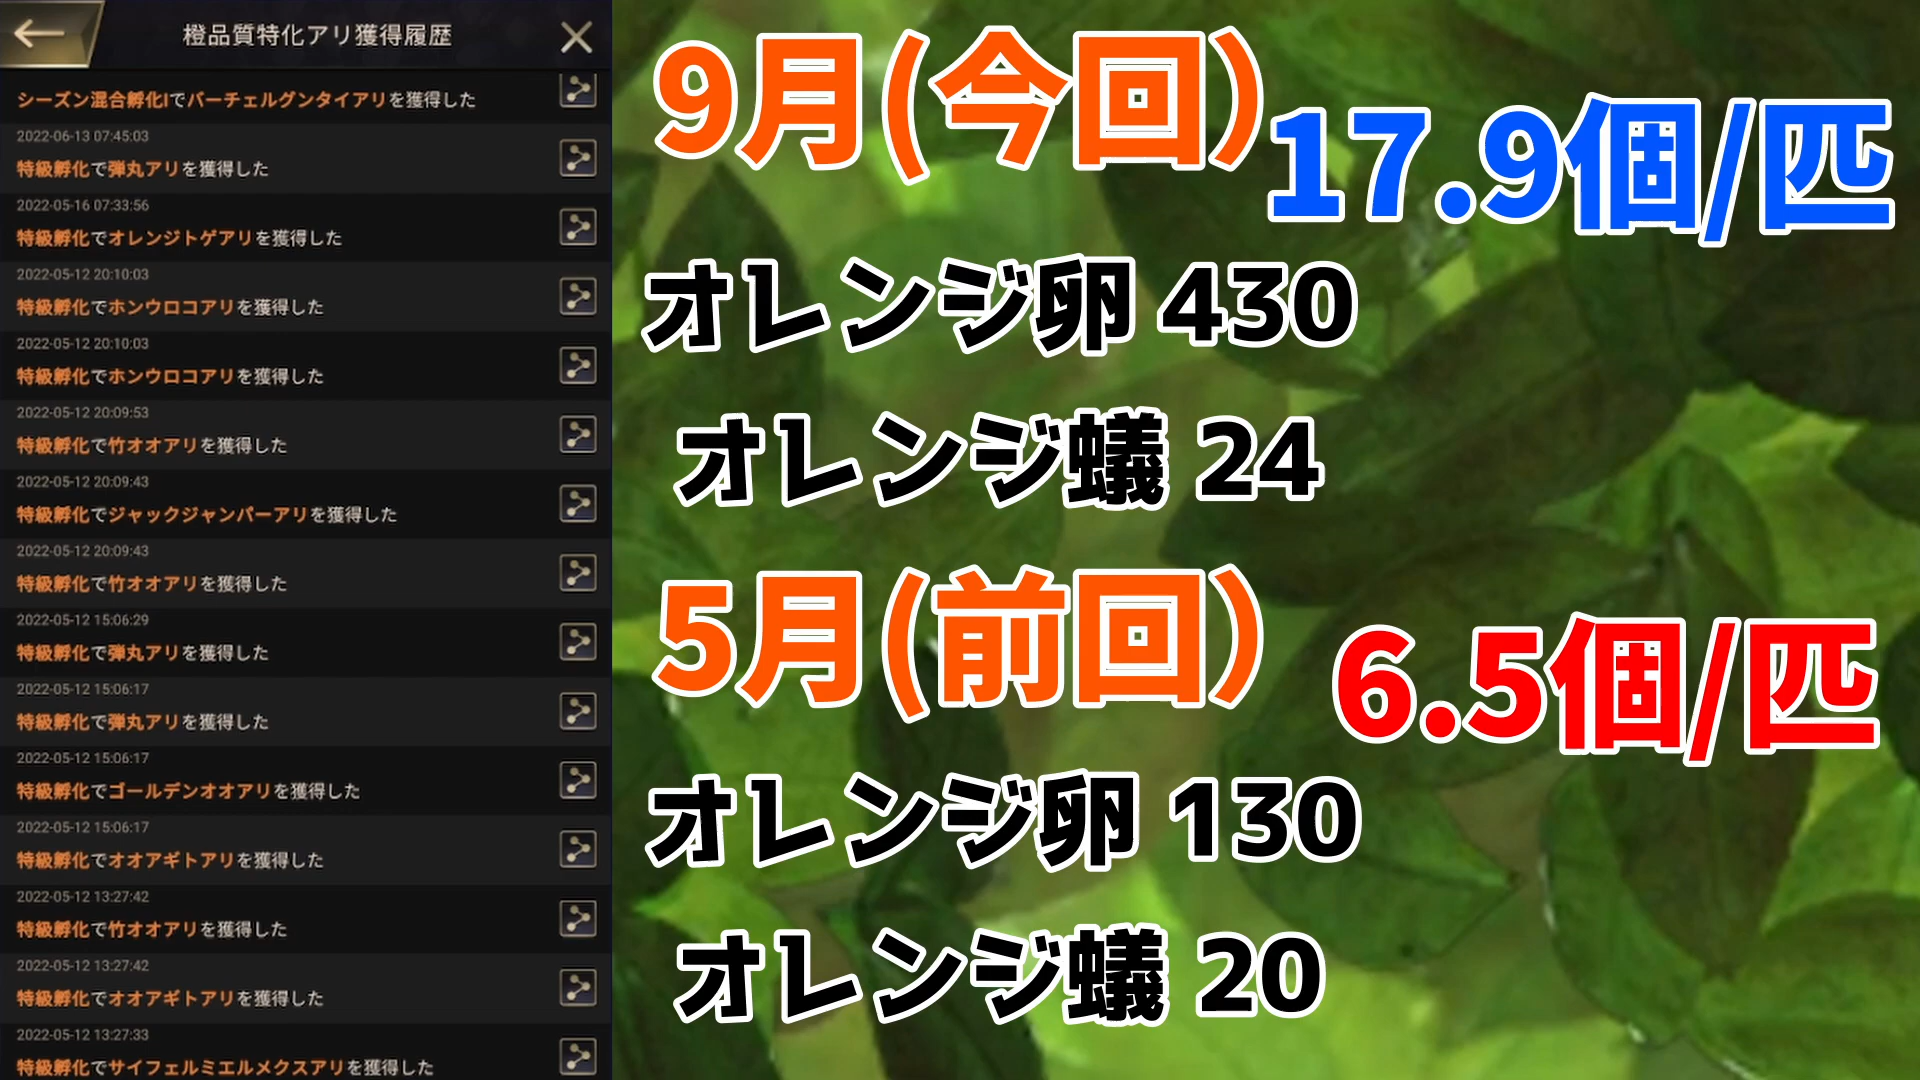 橙品質特化アリ獲得履歴
シーズン混合孵化Iでバーチェルグンタイアリを獲得した
2022-06-13 07:45:03
特級孵化で弾丸アリを獲得した
2022-05-16 07:33:56
特級孵化でオレンジトゲアリを獲得した
2022-05-12 20:10:03
特級孵化でホンウロコアリを獲得した
2022-05-12 20:10:03
特級孵化でホンウロコアリを獲得した
2022-05-12 20:09:53
特級孵化で竹オオアリを獲得した
2022-05-12 20:09:43
特級孵化でジャックジャンパーアリを獲得した
2022-05-12 20:09:43
特級孵化で竹オオアリを獲得した
2022-05-12 15:06:29
特級孵化で弾丸アリを獲得した
2022-05-12 15:06:17
特級孵化で弾丸アリを獲得した
2022-05-12 15:06:17
特級孵化でゴールデンオオアリを獲得した
2022-05-12 15:06:17
特級孵化でオオアギトアリを獲得した
2022-05-12 13:27:42
特級孵化で竹オオアリを獲得した
2022-05-12 13:27:42
特級孵化でオオアギトアリを獲得した
2022-05-12 13:27:33
特級孵化でサイフェルミエルメクスアリを獲得した
9月(今回)
17.9個/匹
オレンジ卵 430
オレンジ蟻 24
5月(前回)
6.5個/匹
オレンジ卵 130
オレンジ蟻 20